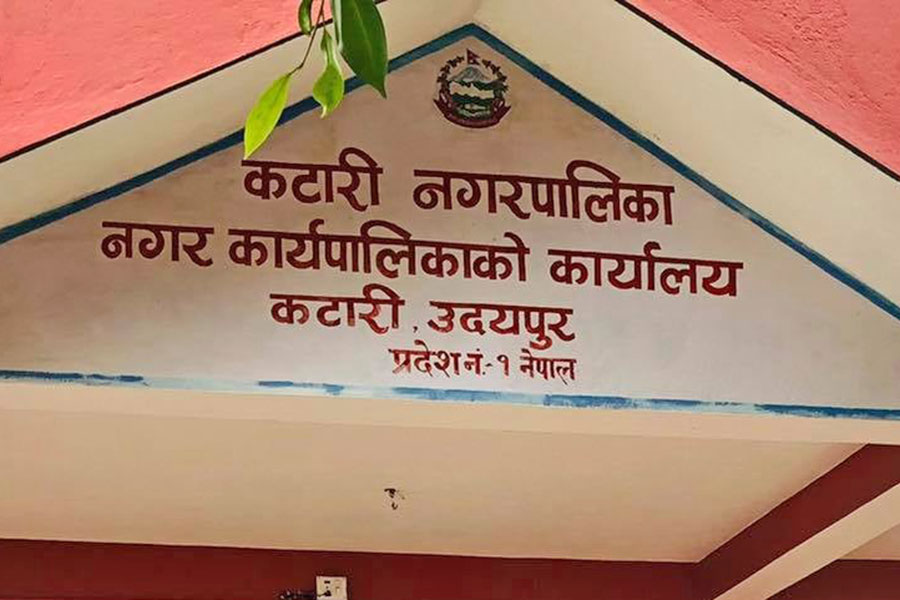 कटारी नगरपालिका
नगर कार्यपालिकाको कार्यालय
कटारी, उदयपुर
प्रदेश नं.- १ नेपाल